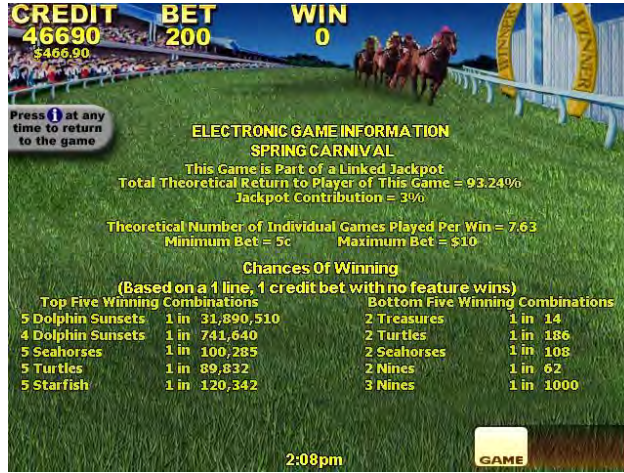 CREDIT BET WIN
46690 200 0
$466.90
WINNER WINNER
Press i at any
time to return
to the game
ELECTRONIC GAME INFORMATION
SPRING CARNIVAL
This Game is Part of a Linked Jackpot
Total Theoretical Return to Player of This Game = 93.24%
Jackpot Contribution = 3%
Theoretical Number of Individual Games Played Per Win = 7.63
Minimum Bet = 5c Maximum Bet = $10
Chances Of Winning
(Based on a 1 line, 1 credit bet with no feature wins)
Top Five Winning Combinations Bottom Five Winning Combinations
5 Dolphin Sunsets 1 in 31,890,510 2 Treasures 1 in 14
4 Dolphin Sunsets 1 in 741,640 2 Turtles 1 in 186
5 Seahorses 1 in 100,285 2 Seahorses 1 in 108
5 Turtles 1 in 89,832 2 Nines 1 in 62
5 Starfish 1 in 120,342 3 Nines 1 in 1000
2:08pm
GAME